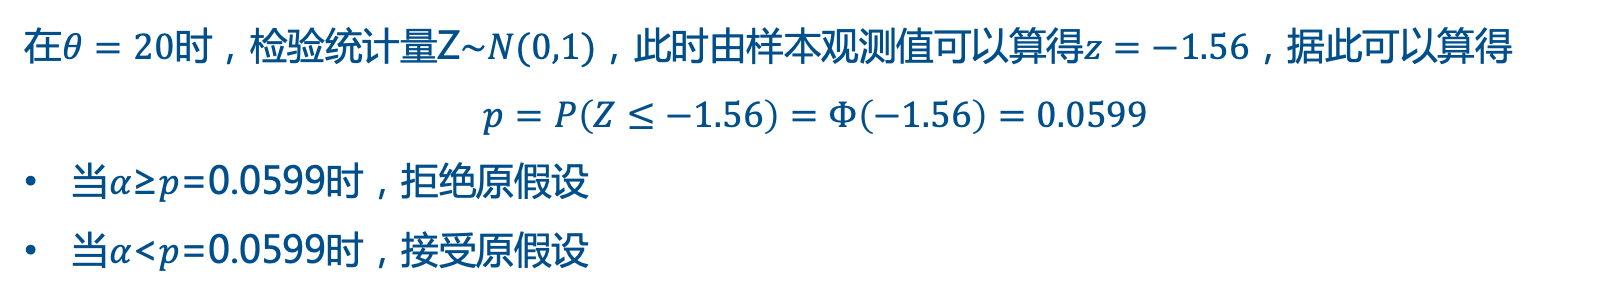 在θ = 20时，检验统计量Z~N(0,1)，此时由样本观测值可以算得z = −1.56，据此可以算得
p = P(Z ≤ −1.56) = Φ(−1.56) = 0.0599
• 当α≥p=0.0599时，拒绝原假设
• 当α<p=0.0599时，接受原假设